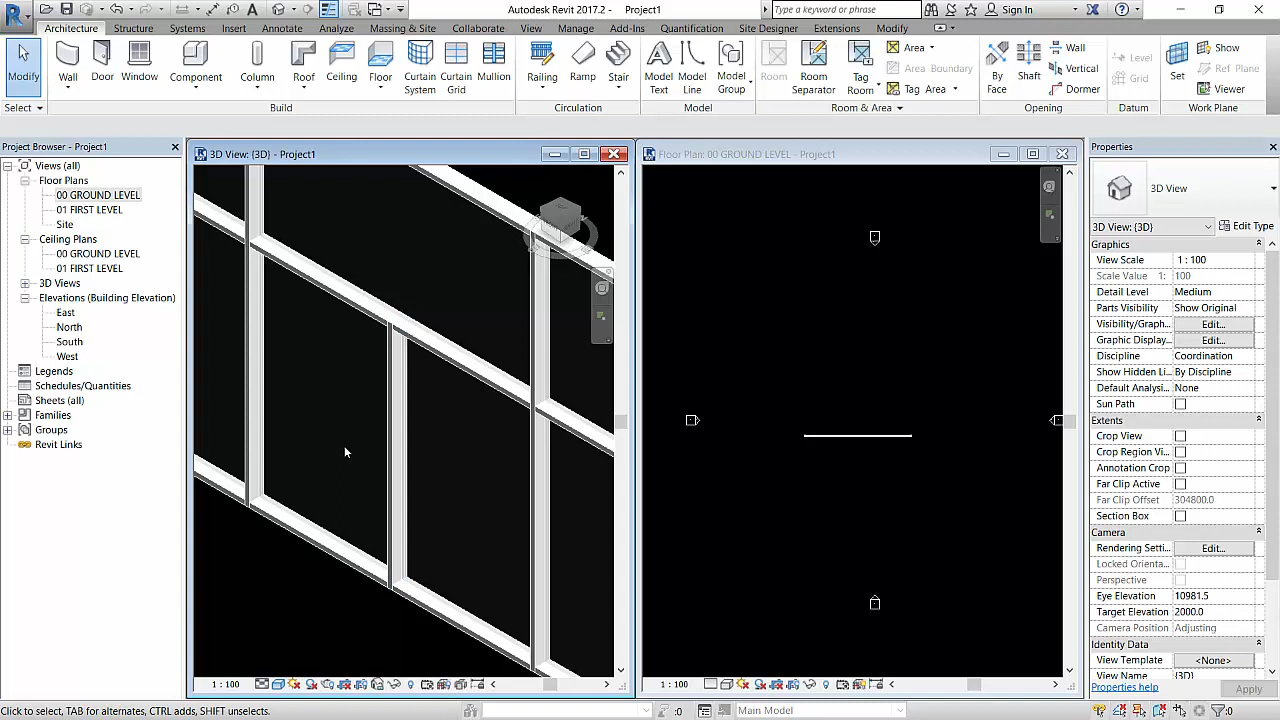 Autodesk Revit 2017.2 - Project1
Type a keyword or phrase
Sign In
Architecture Structure Systems Insert Annotate Analyze Massing & Site Collaborate View Manage Add-Ins Quantification Site Designer Extensions Modify
Modify
Wall
Door
Window
Component
Column
Roof
Ceiling
Floor
Curtain
System
Curtain
Grid
Mullion
Railing
Ramp
Stair
Model
Text
Model
Line
Model
Group
Room
Room
Separator
Tag
Room
Area
Area Boundary
Tag Area
By
Face
Shaft
Wall
Vertical
Dormer
Level
Grid
Set
Show
Ref Plane
Viewer
Select Build Circulation Model Room & Area Opening Datum Work Plane
Project Browser - Project1
Views (all)
Floor Plans
00 GROUND LEVEL
01 FIRST LEVEL
Site
Ceiling Plans
00 GROUND LEVEL
01 FIRST LEVEL
3D Views
Elevations (Building Elevation)
East
North
South
West
Legends
Schedules/Quantities
Sheets (all)
Families
Groups
Revit Links
3D View: {3D} - Project1
1 : 100
Floor Plan: 00 GROUND LEVEL - Project1
1 : 100
Properties
3D View
3D View: {3D} Edit Type
Graphics
View Scale 1 : 100
Scale Value 1: 100
Detail Level Medium
Parts Visibility Show Original
Visibility/Graph... Edit...
Graphic Display... Edit...
Discipline Coordination
Show Hidden Li... By Discipline
Default Analysi... None
Sun Path
Extents
Crop View
Crop Region Vi...
Annotation Crop
Far Clip Active
Far Clip Offset 304800.0
Section Box
Camera
Rendering Setti... Edit...
Locked Orienta...
Perspective
Eye Elevation 10981.5
Target Elevation 2000.0
Camera Position Adjusting
Identity Data
View Template <None>
View Name {3D}
Properties help Apply
Click to select, TAB for alternates, CTRL adds, SHIFT unselects.
:0
Main Model
:0